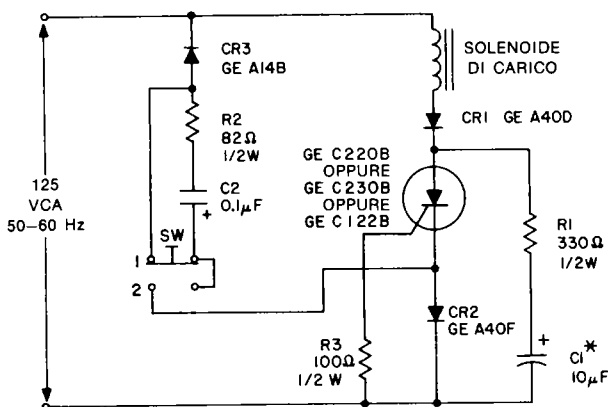 CR3
GE A14B
SOLENOIDE
DI CARICO
R2
82Ω
1/2W
CR1 GE A40D
GE C220B
OPPURE
GE C230B
OPPURE
GE C122B
C2
0.1µF
+
125
VCA
50-60 Hz
SW
1
2
R1
330Ω
1/2W
CR2
GE A40F
R3
100Ω
1/2W
+
C1*
10µF